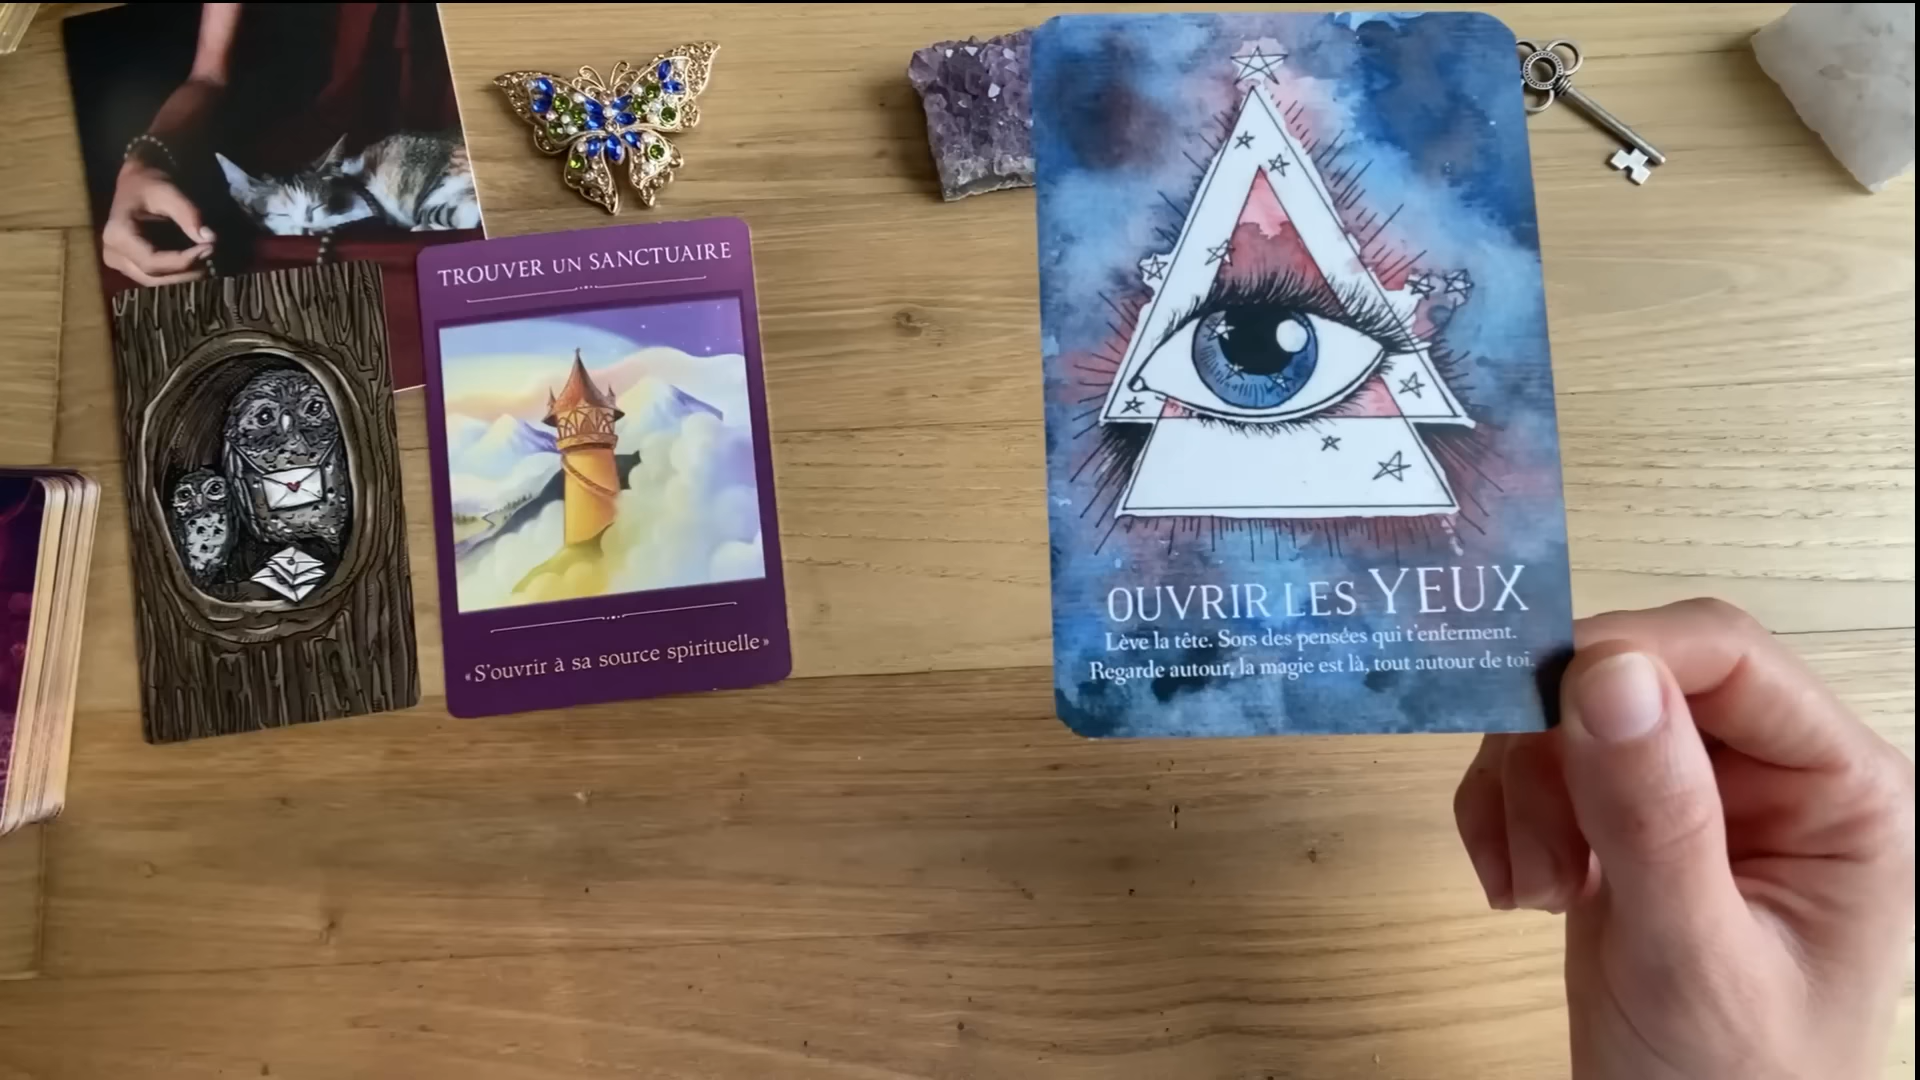 TROUVER UN SANCTUAIRE
«S'ouvrir à sa source spirituelle»
OUVRIR LES YEUX
Lève la tête. Sors des pensées qui t'enferment.
Regarde autour, la magie est là, tout autour de toi.